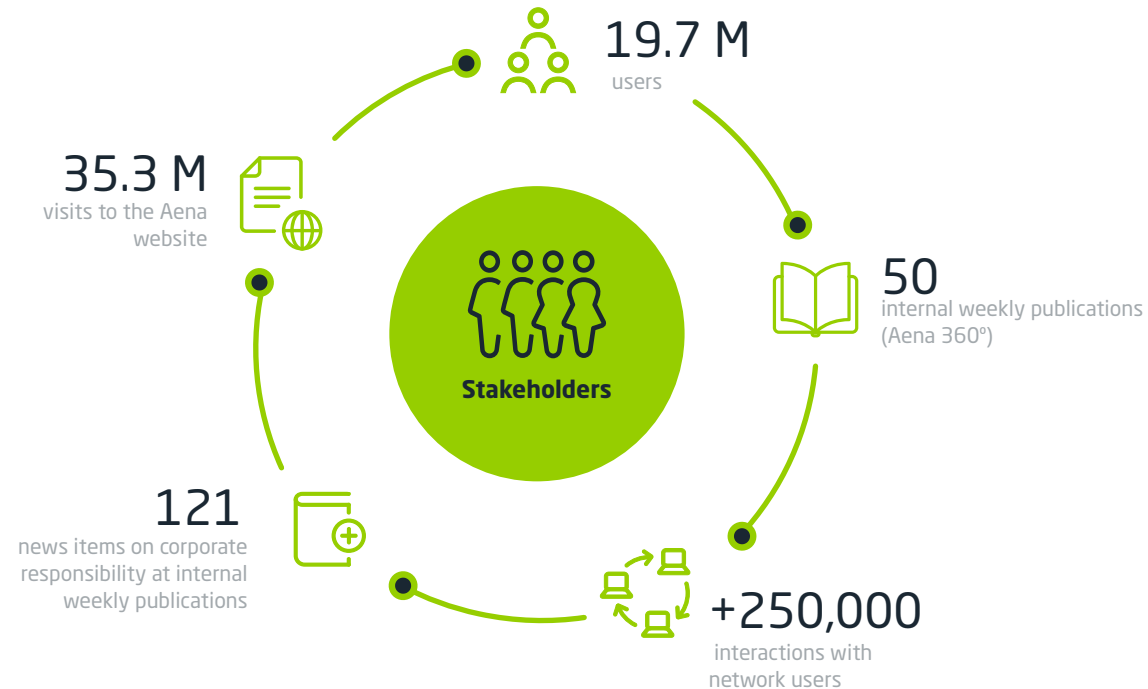 19.7 M
users
35.3 M
visits to the Aena
website
50
internal weekly publications
(Aena 360º)
Stakeholders
121
news items on corporate
responsibility at internal
weekly publications
+250,000
interactions with
network users